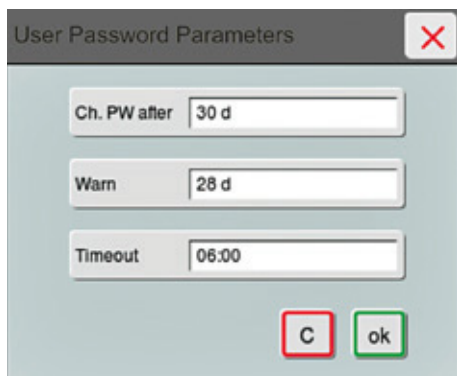 User Password Parameters
Ch. PW after 30 d
Warn 28 d
Timeout 06:00
C ok